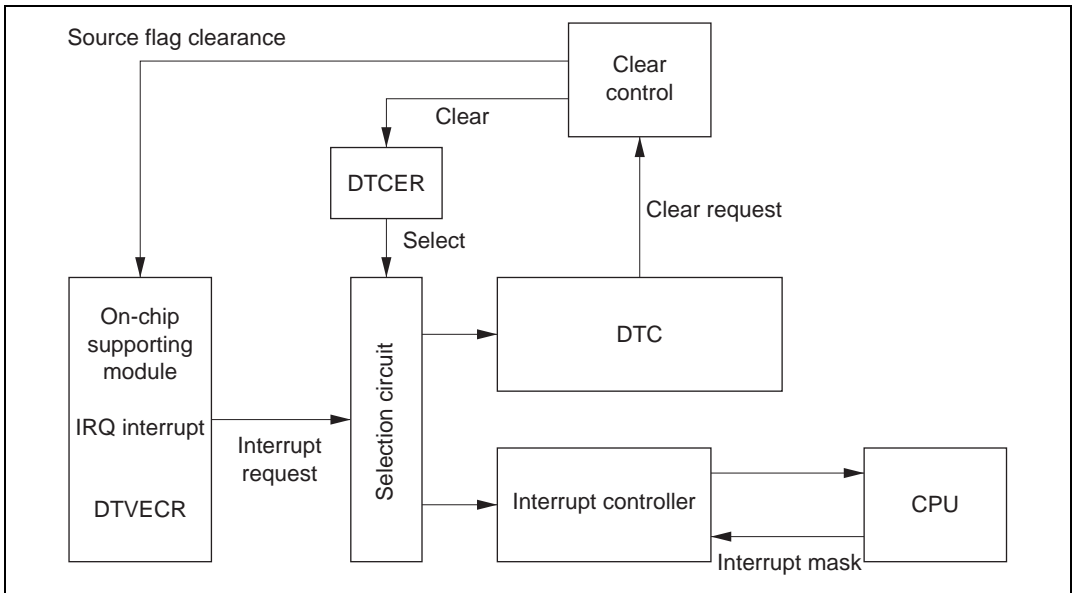 Source flag clearance
Clear
control
Clear
DTCER
Clear request
Select
On-chip
supporting
module
IRQ interrupt
DTVECR
Interrupt
request
Selection circuit
DTC
Interrupt controller
CPU
Interrupt mask